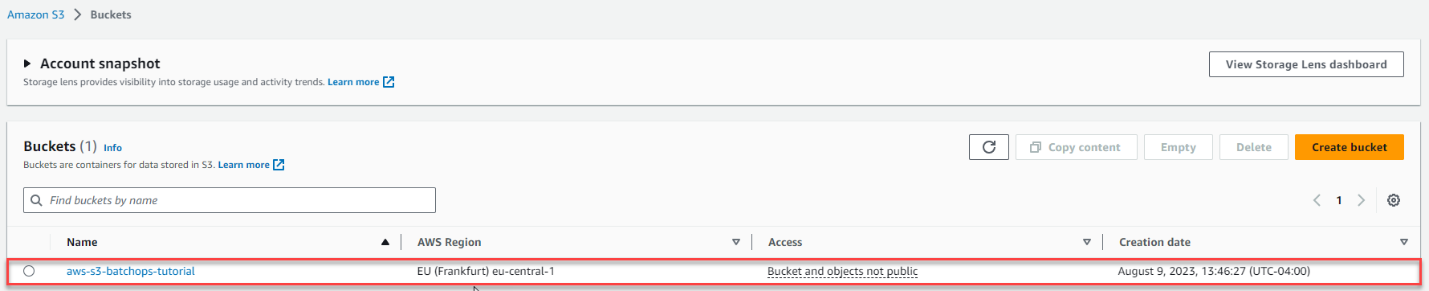 Amazon S3 > Buckets
Account snapshot
View Storage Lens dashboard
Storage lens provides visibility into storage usage and activity trends. Learn more
Buckets (1) Info
Copy content Empty Delete Create bucket
Buckets are containers for data stored in S3. Learn more
Find buckets by name
1
Name AWS Region Access Creation date
aws-s3-batchops-tutorial EU (Frankfurt) eu-central-1 Bucket and objects not public August 9, 2023, 13:46:27 (UTC-04:00)